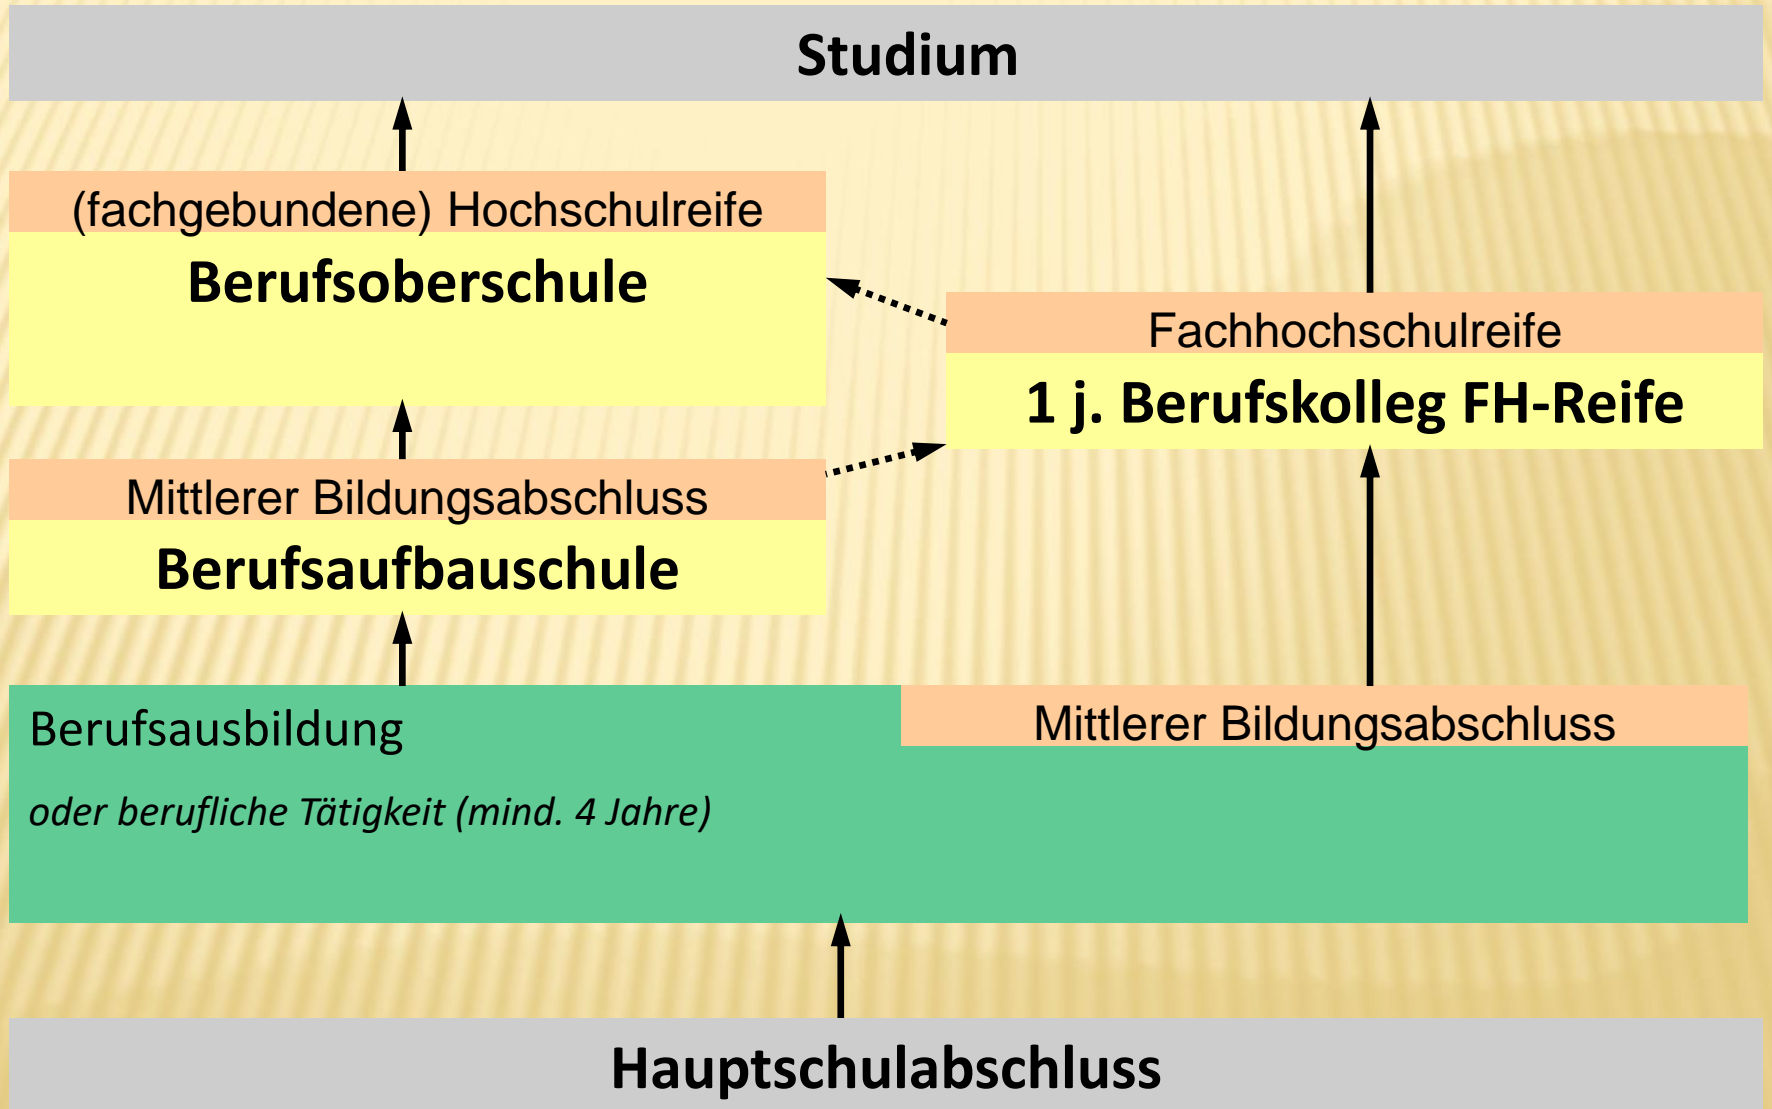 Studium
(fachgebundene) Hochschulreife
Berufsoberschule
Fachhochschulreife
1 j. Berufskolleg FH-Reife
Mittlerer Bildungsabschluss
Berufsaufbauschule
Berufsausbildung
oder berufliche Tätigkeit (mind. 4 Jahre)
Mittlerer Bildungsabschluss
Hauptschulabschluss